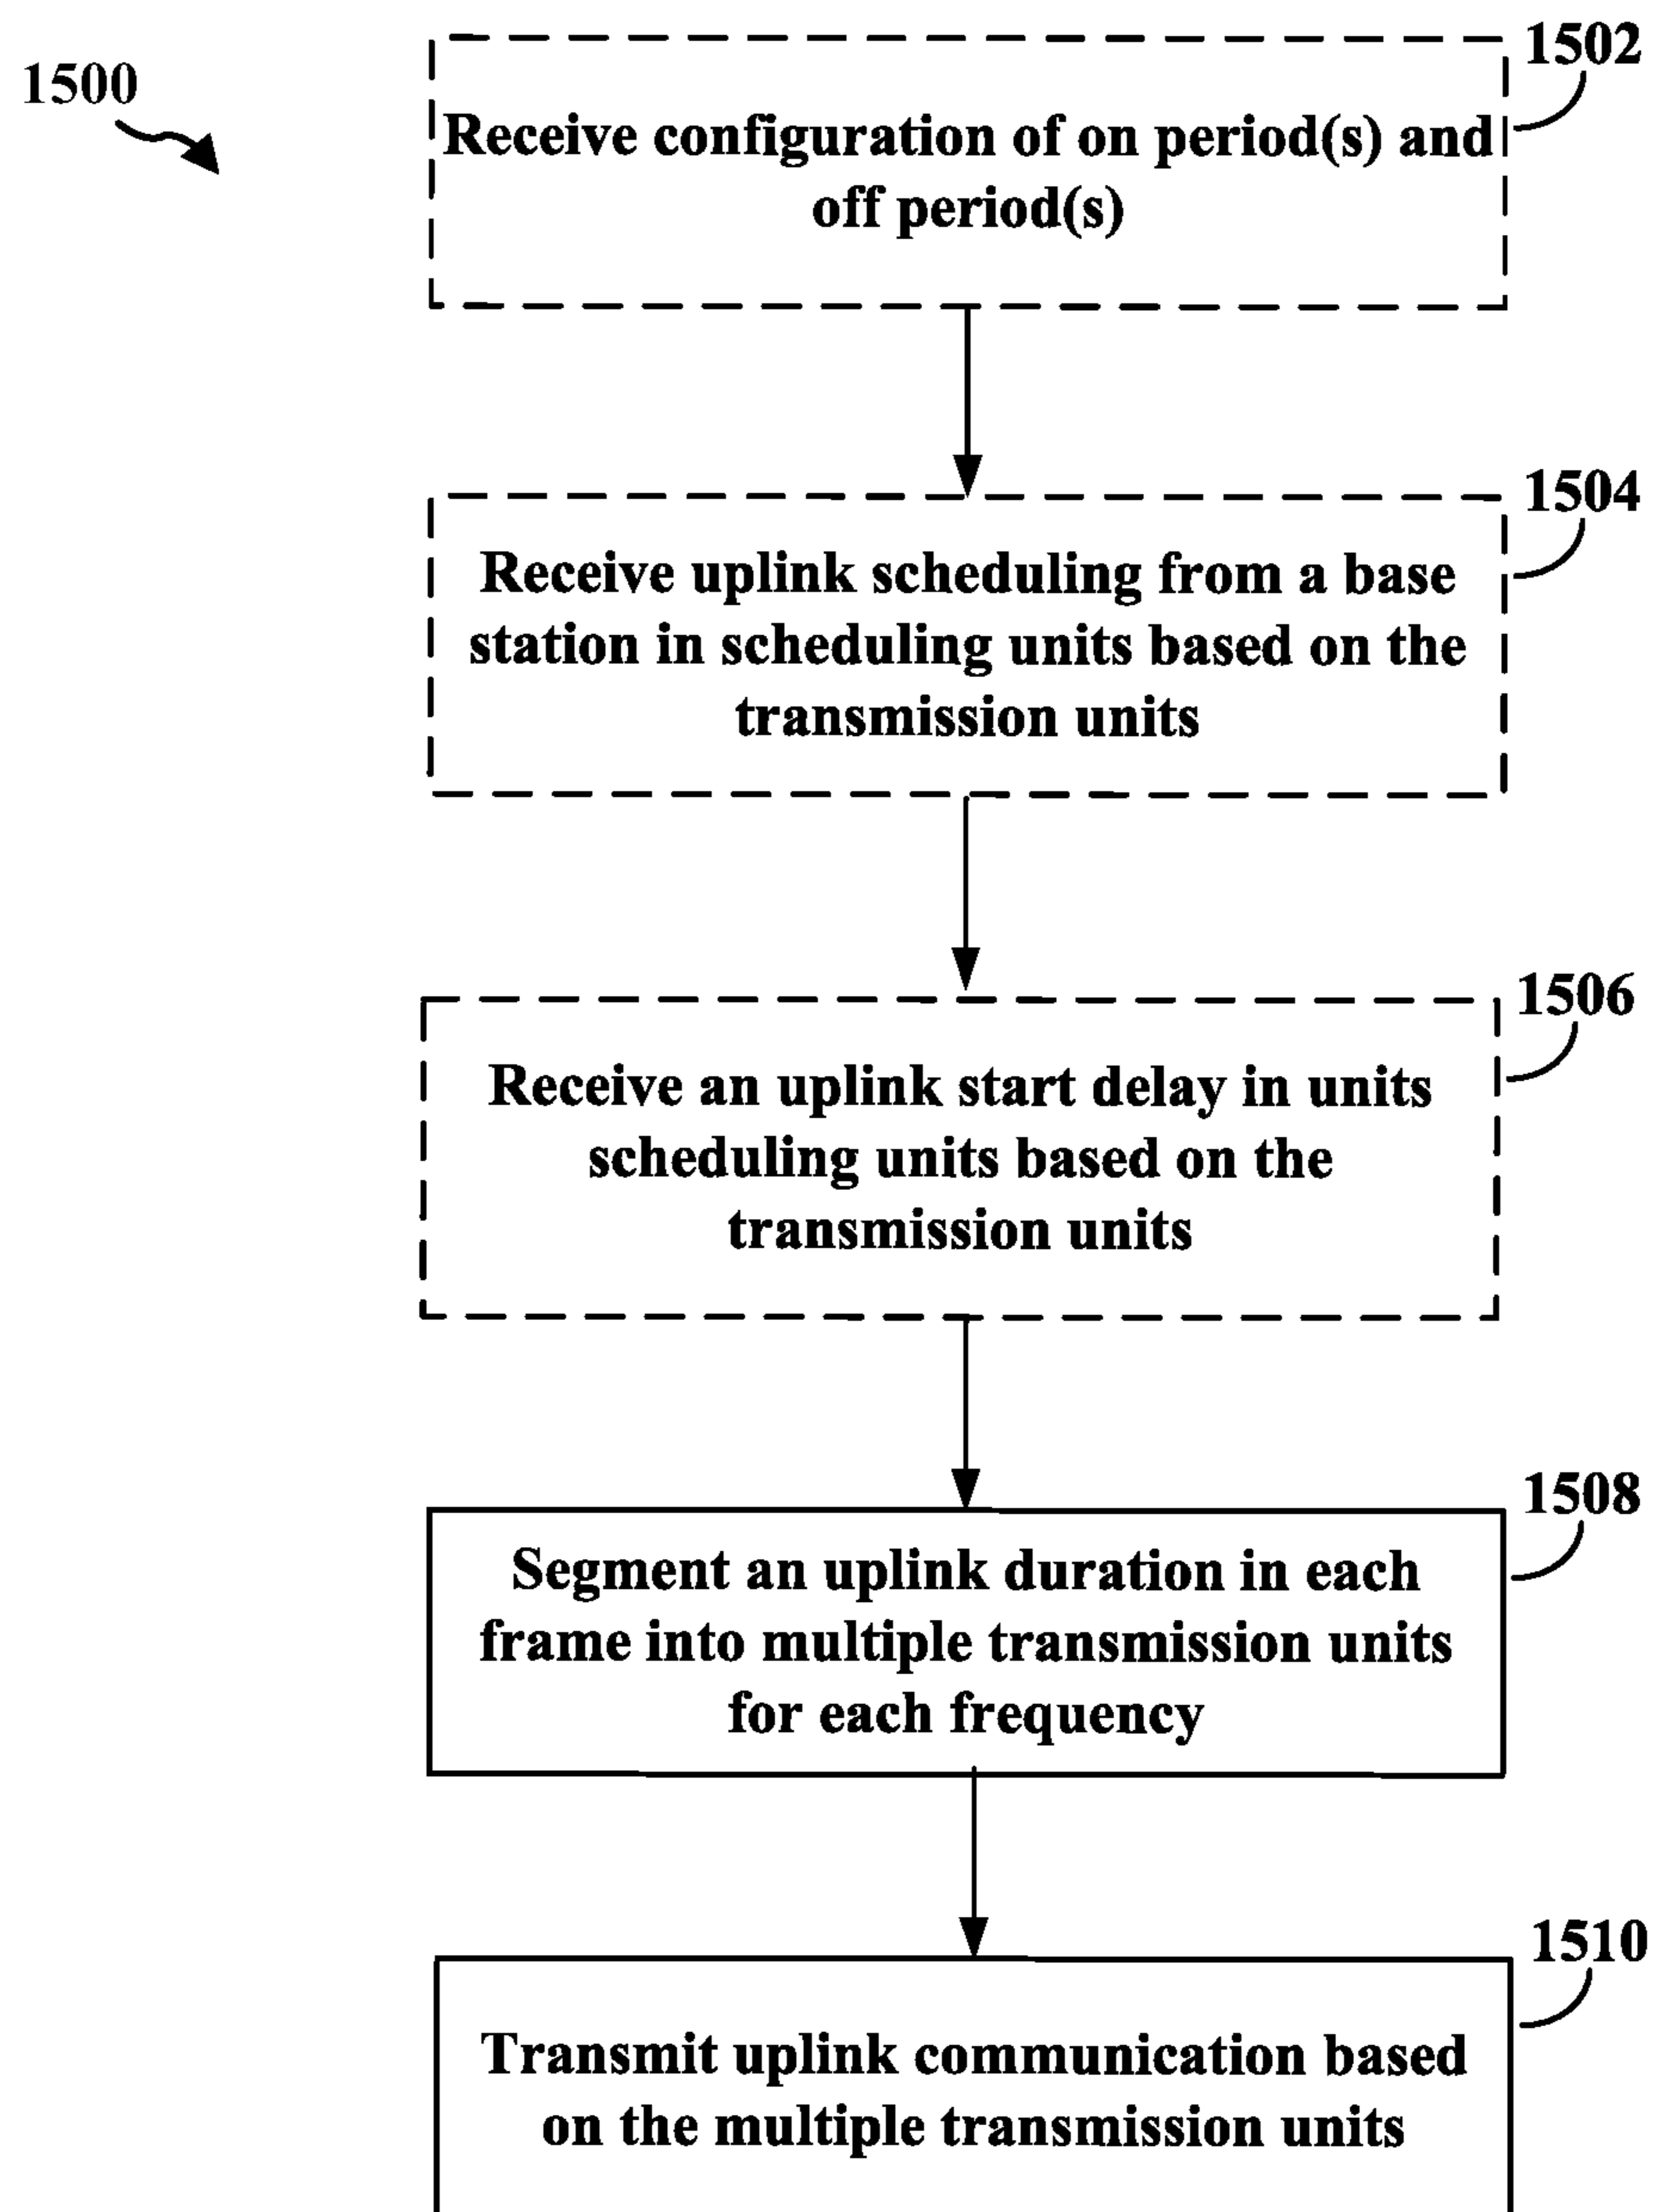 1500
1502
Receive configuration of on period(s) and
off period(s)
1504
Receive uplink scheduling from a base
station in scheduling units based on the
transmission units
1506
Receive an uplink start delay in units
scheduling units based on the
transmission units
1508
Segment an uplink duration in each
frame into multiple transmission units
for each frequency
1510
Transmit uplink communication based
on the multiple transmission units